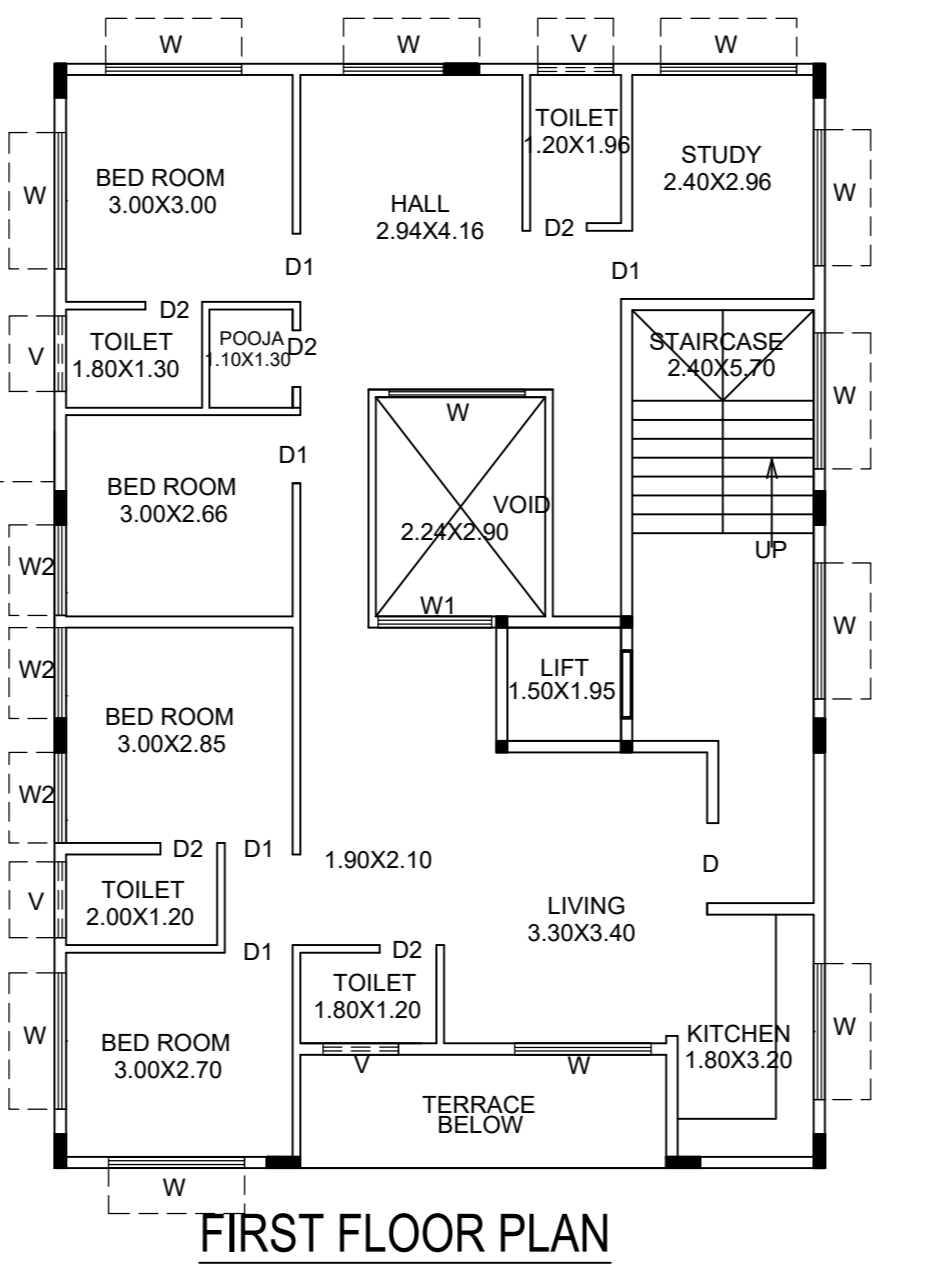 W
W
V
W
TOILET
1.20X1.96
STUDY
2.40X2.96
BED ROOM
3.00X3.00
W
W
HALL
2.94X4.16
D2
D1
D1
D2
TOILET
1.80X1.30
V
POOJA
1.10X1.30
D2
STAIRCASE
2.40X5.70
W
W
D1
BED ROOM
3.00X2.66
VOID
2.24X2.90
UP
W2
W1
W
W2
LIFT
1.50X1.95
BED ROOM
3.00X2.85
W2
D2
D1
1.90X2.10
D
TOILET
2.00X1.20
V
LIVING
3.30X3.40
D1
D2
TOILET
1.80X1.20
W
BED ROOM
3.00X2.70
KITCHEN
1.80X3.20
W
V
W
TERRACE
BELOW
W
FIRST FLOOR PLAN